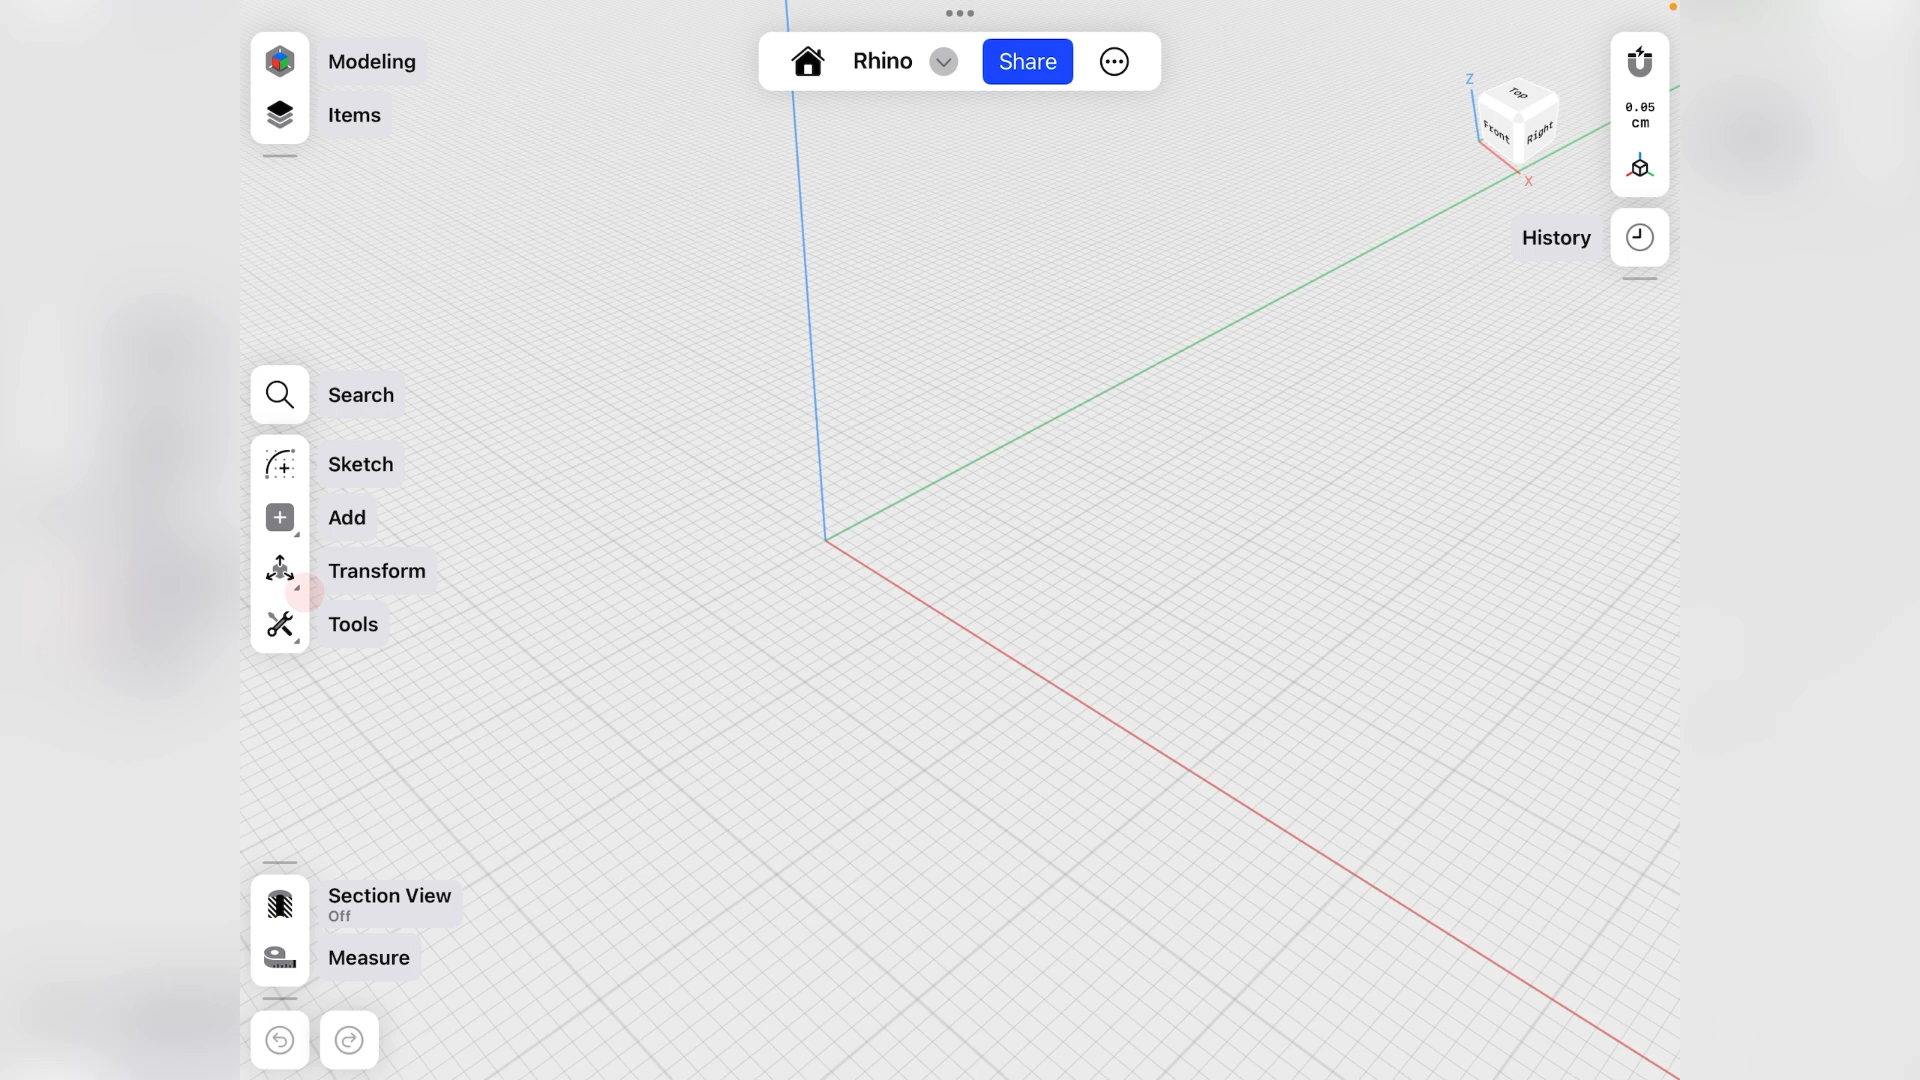 Modeling
Items
Rhino
Share
Z
Top
Front
Right
X
0.05
cm
History
Search
Sketch
Add
Transform
Tools
Section View
Off
Measure